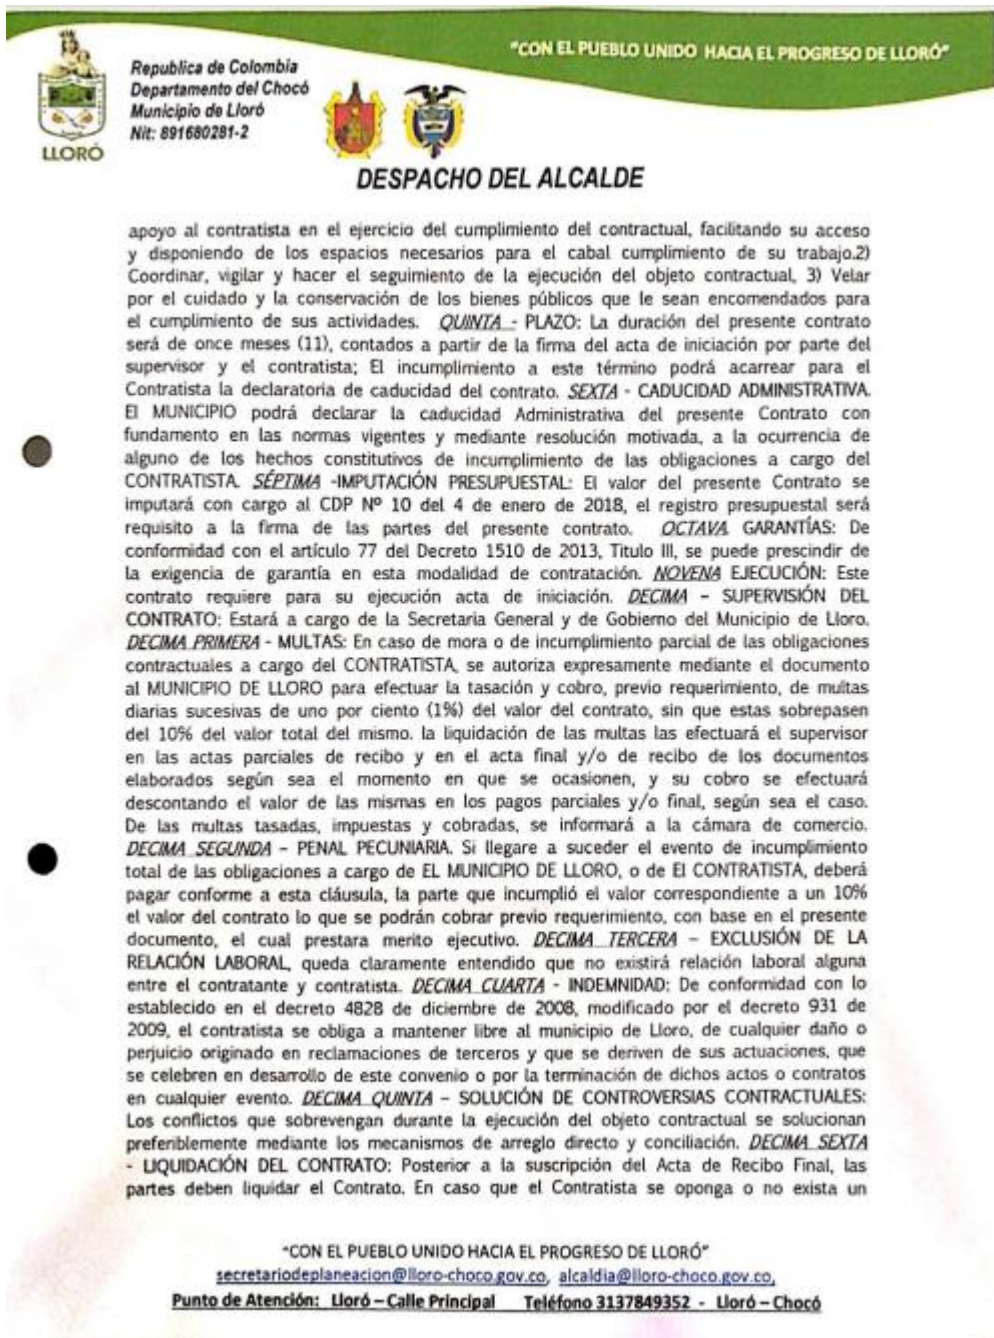 "CON EL PUEBLO UNIDO HACIA EL PROGRESO DE LLORÓ"
Republica de Colombia
Departamento del Chocó
Municipio de Lloró
Nit: 891680281-2
LLORÓ
DESPACHO DEL ALCALDE
apoyo al contratista en el ejercicio del cumplimiento del contractual, facilitando su acceso
y disponiendo de los espacios necesarios para el cabal cumplimiento de su trabajo.2)
Coordinar, vigilar y hacer el seguimiento de la ejecución del objeto contractual, 3) Velar
por el cuidado y la conservación de los bienes públicos que le sean encomendados para
el cumplimiento de sus actividades. QUINTA - PLAZO: La duración del presente contrato
será de once meses (11), contados a partir de la firma del acta de iniciación por parte del
supervisor y el contratista; El incumplimiento a este término podrá acarrear para el
Contratista la declaratoria de caducidad del contrato. SEXTA - CADUCIDAD ADMINISTRATIVA.
El MUNICIPIO podrá declarar la caducidad Administrativa del presente Contrato con
fundamento en las normas vigentes y mediante resolución motivada, a la ocurrencia de
alguno de los hechos constitutivos de incumplimiento de las obligaciones a cargo del
CONTRATISTA. SÉPTIMA -IMPUTACIÓN PRESUPUESTAL: El valor del presente Contrato se
imputará con cargo al CDP Nº 10 del 4 de enero de 2018, el registro presupuestal será
requisito a la firma de las partes del presente contrato. OCTAVA GARANTÍAS: De
conformidad con el artículo 77 del Decreto 1510 de 2013, Titulo III, se puede prescindir de
la exigencia de garantía en esta modalidad de contratación. NOVENA EJECUCIÓN: Este
contrato requiere para su ejecución acta de iniciación. DECIMA – SUPERVISIÓN DEL
CONTRATO: Estará a cargo de la Secretaria General y de Gobierno del Municipio de Lloro.
DECIMA PRIMERA - MULTAS: En caso de mora o de incumplimiento parcial de las obligaciones
contractuales a cargo del CONTRATISTA, se autoriza expresamente mediante el documento
al MUNICIPIO DE LLORO para efectuar la tasación y cobro, previo requerimiento, de multas
diarias sucesivas de uno por ciento (1%) del valor del contrato, sin que estas sobrepasen
del 10% del valor total del mismo. la liquidación de las multas las efectuará el supervisor
en las actas parciales de recibo y en el acta final y/o de recibo de los documentos
elaborados según sea el momento en que se ocasionen, y su cobro se efectuará
descontando el valor de las mismas en los pagos parciales y/o final, según sea el caso.
De las multas tasadas, impuestas y cobradas, se informará a la cámara de comercio.
DECIMA SEGUNDA – PENAL PECUNIARIA. Si llegare a suceder el evento de incumplimiento
total de las obligaciones a cargo de EL MUNICIPIO DE LLORO, o de El CONTRATISTA, deberá
pagar conforme a esta cláusula, la parte que incumplió el valor correspondiente a un 10%
el valor del contrato lo que se podrán cobrar previo requerimiento, con base en el presente
documento, el cual prestara merito ejecutivo. DECIMA TERCERA – EXCLUSIÓN DE LA
RELACIÓN LABORAL, queda claramente entendido que no existirá relación laboral alguna
entre el contratante y contratista. DECIMA CUARTA - INDEMNIDAD: De conformidad con lo
establecido en el decreto 4828 de diciembre de 2008, modificado por el decreto 931 de
2009, el contratista se obliga a mantener libre al municipio de Lloro, de cualquier daño o
perjuicio originado en reclamaciones de terceros y que se deriven de sus actuaciones, que
se celebren en desarrollo de este convenio o por la terminación de dichos actos o contratos
en cualquier evento. DECIMA QUINTA – SOLUCIÓN DE CONTROVERSIAS CONTRACTUALES:
Los conflictos que sobrevengan durante la ejecución del objeto contractual se solucionan
preferiblemente mediante los mecanismos de arreglo directo y conciliación. DECIMA SEXTA
- LIQUIDACIÓN DEL CONTRATO: Posterior a la suscripción del Acta de Recibo Final, las
partes deben liquidar el Contrato. En caso que el Contratista se oponga o no exista un
"CON EL PUEBLO UNIDO HACIA EL PROGRESO DE LLORÓ"
secretariodeplaneacion@lloro-choco.gov.co, alcaldia@lloro-choco.gov.co,
Punto de Atención: Lloró – Calle Principal Teléfono 3137849352 - Lloró – Chocó